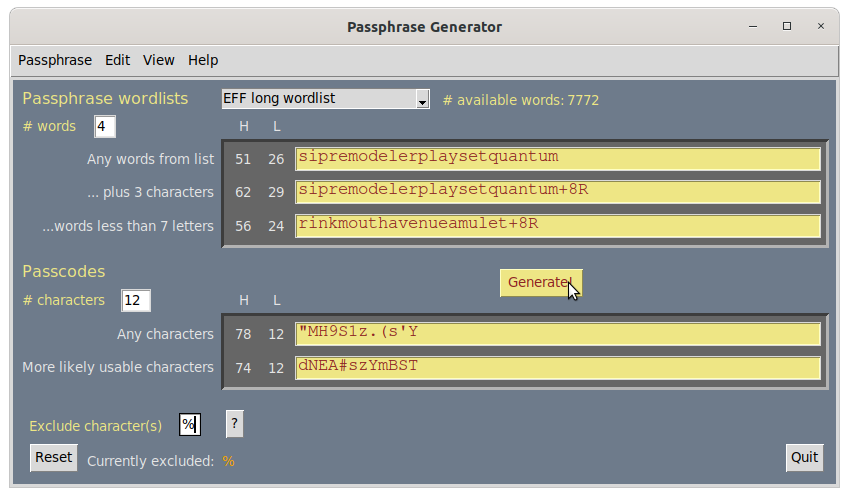 Passphrase Generator
Passphrase Edit View Help
Passphrase wordlists EFF long wordlist # available words: 7772
# words 4 H L
Any words from list 51 26 sipremodelerplaysetquantum
... plus 3 characters 62 29 sipremodelerplaysetquantum+8R
...words less than 7 letters 56 24 rinkmouthavenueamulet+8R
Passcodes Generate!
# characters 12 H L
Any characters 78 12 "MH9S1z.(s'Y
More likely usable characters 74 12 dNEA#szYmBST
Exclude character(s) % ?
Reset Currently excluded: % Quit